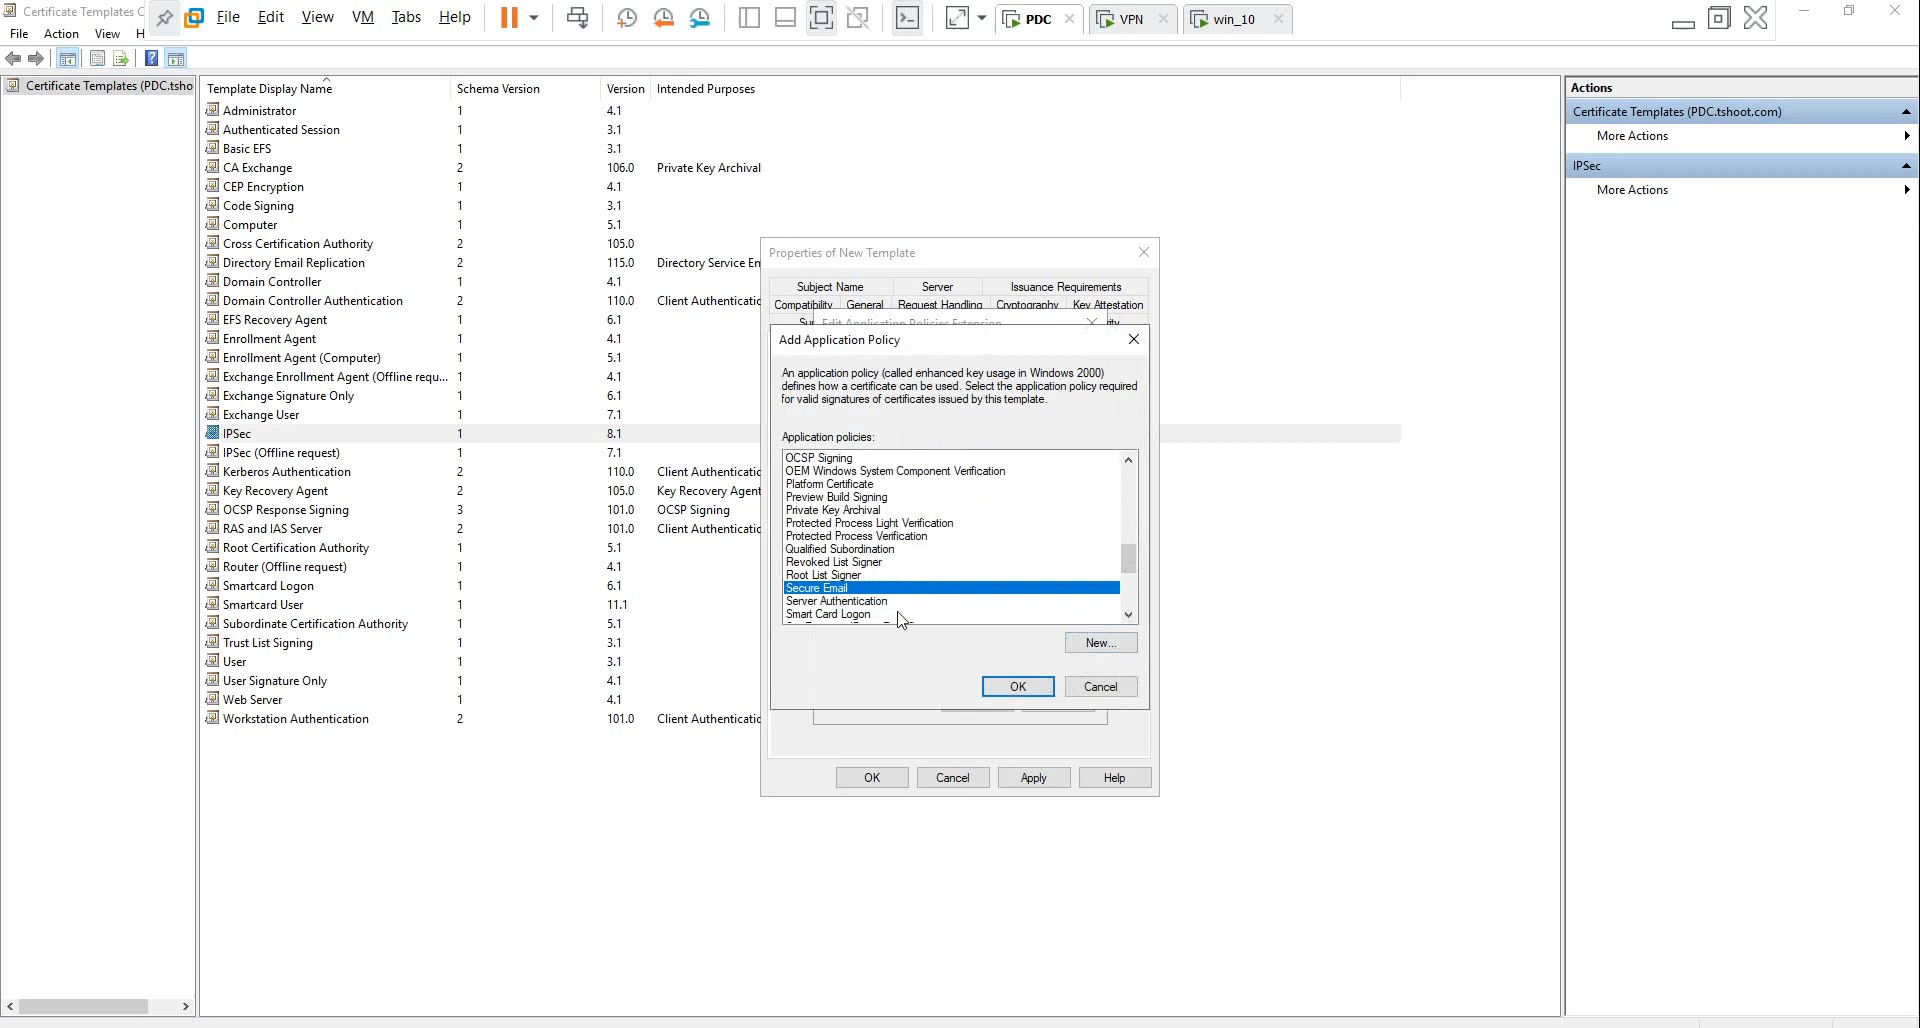 Certificate Templates C
File Edit View VM Tabs Help
PDC
VPN
win_10
File Action View H
Certificate Templates (PDC.tsho
Template Display Name Schema Version Version Intended Purposes
Administrator 1 4.1
Authenticated Session 1 3.1
Basic EFS 1 3.1
CA Exchange 2 106.0 Private Key Archival
CEP Encryption 1 4.1
Code Signing 1 3.1
Computer 1 5.1
Cross Certification Authority 2 105.0
Directory Email Replication 2 115.0 Directory Service En
Domain Controller 1 4.1
Domain Controller Authentication 2 110.0 Client Authenticatic
EFS Recovery Agent 1 6.1
Enrollment Agent 1 4.1
Enrollment Agent (Computer) 1 5.1
Exchange Enrollment Agent (Offline requ... 1 4.1
Exchange Signature Only 1 6.1
Exchange User 1 7.1
IPSec 1 8.1
IPSec (Offline request) 1 7.1
Kerberos Authentication 2 110.0 Client Authenticatic
Key Recovery Agent 2 105.0 Key Recovery Agent
OCSP Response Signing 3 101.0 OCSP Signing
RAS and IAS Server 2 101.0 Client Authenticatic
Root Certification Authority 1 5.1
Router (Offline request) 1 4.1
Smartcard Logon 1 6.1
Smartcard User 1 11.1
Subordinate Certification Authority 1 5.1
Trust List Signing 1 3.1
User 1 3.1
User Signature Only 1 4.1
Web Server 1 4.1
Workstation Authentication 2 101.0 Client Authenticatic
Properties of New Template
Subject Name Server Issuance Requirements
Compatibility General Request Handling Cryptography Key Attestation
Su Edit Application Policies Extension ity
Add Application Policy
An application policy (called enhanced key usage in Windows 2000)
defines how a certificate can be used. Select the application policy required
for valid signatures of certificates issued by this template.
Application policies:
OCSP Signing
OEM Windows System Component Verification
Platform Certificate
Preview Build Signing
Private Key Archival
Protected Process Light Verification
Protected Process Verification
Qualified Subordination
Revoked List Signer
Root List Signer
Secure Email
Server Authentication
Smart Card Logon
New...
OK Cancel
OK Cancel Apply Help
Actions
Certificate Templates (PDC.tshoot.com)
More Actions
IPSec
More Actions